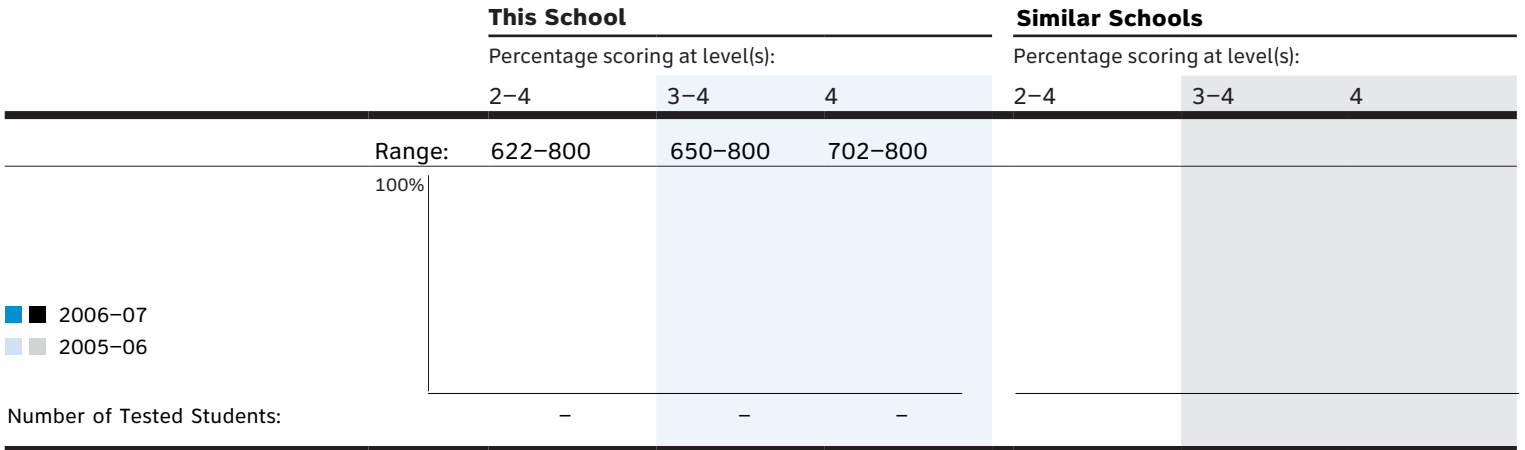 This School Similar Schools
Percentage scoring at level(s): Percentage scoring at level(s):
2–4 3–4 4 2–4 3–4 4
Range: 622–800 650–800 702–800
100%
2006–07
2005–06
Number of Tested Students: – – –